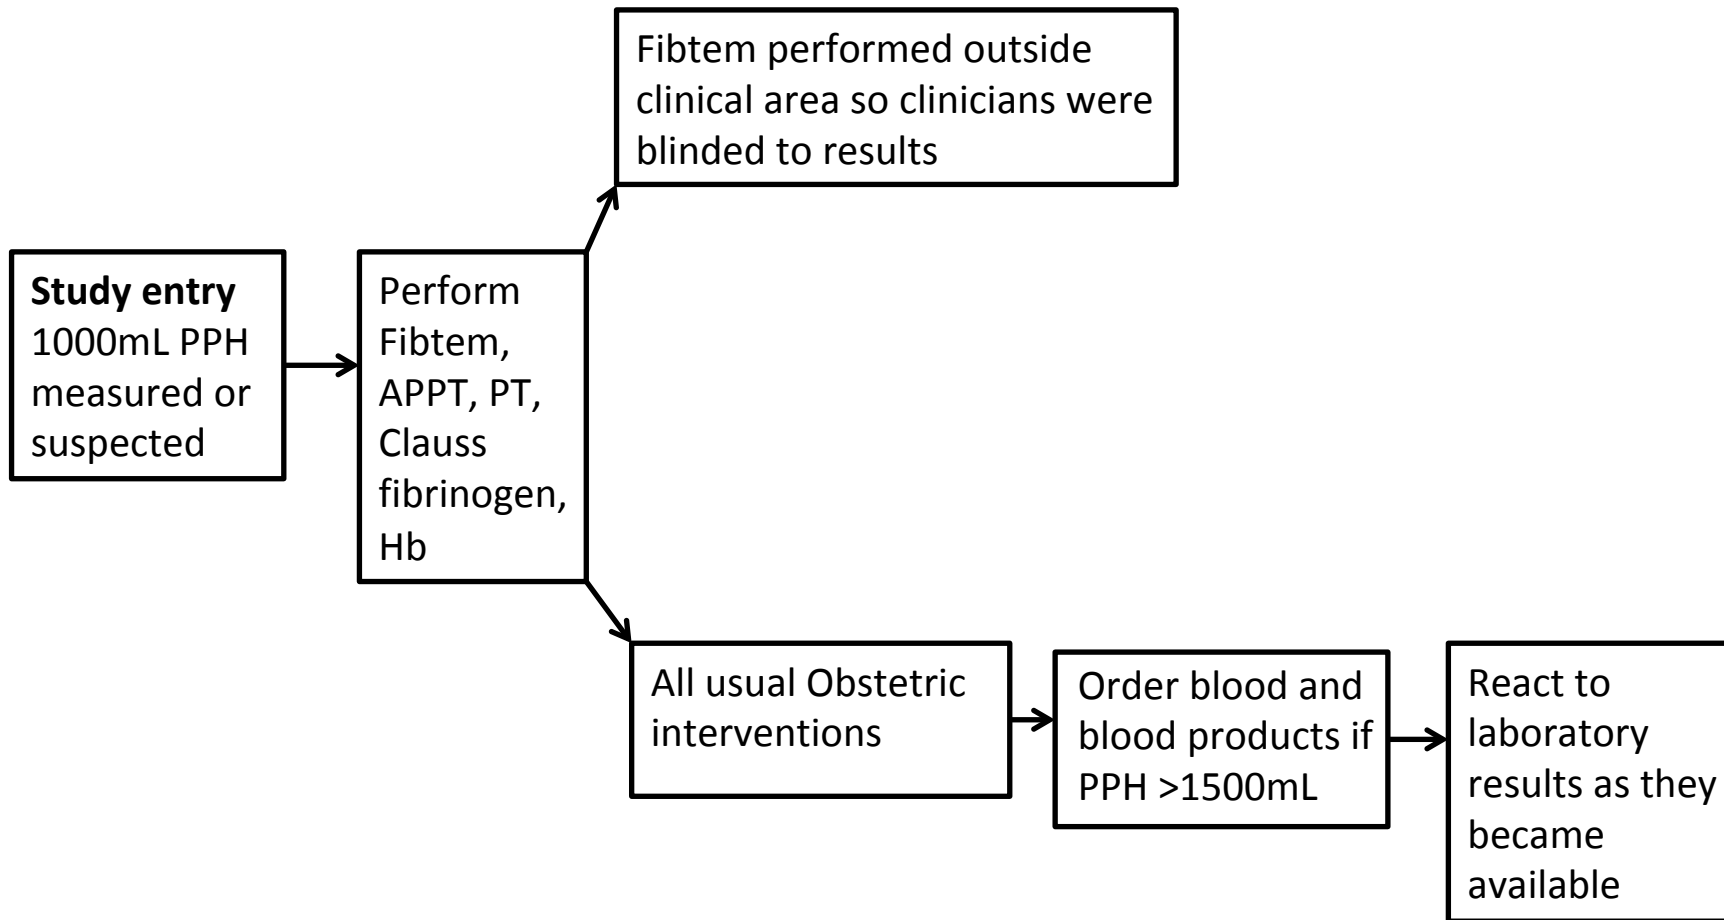 Fibtem performed outside
clinical area so clinicians were
blinded to results
Study entry
1000mL PPH
measured or
suspected
Perform
Fibtem,
APPT, PT,
Clauss
fibrinogen,
Hb
All usual Obstetric
interventions
Order blood and
blood products if
PPH >1500mL
React to
laboratory
results as they
became
available